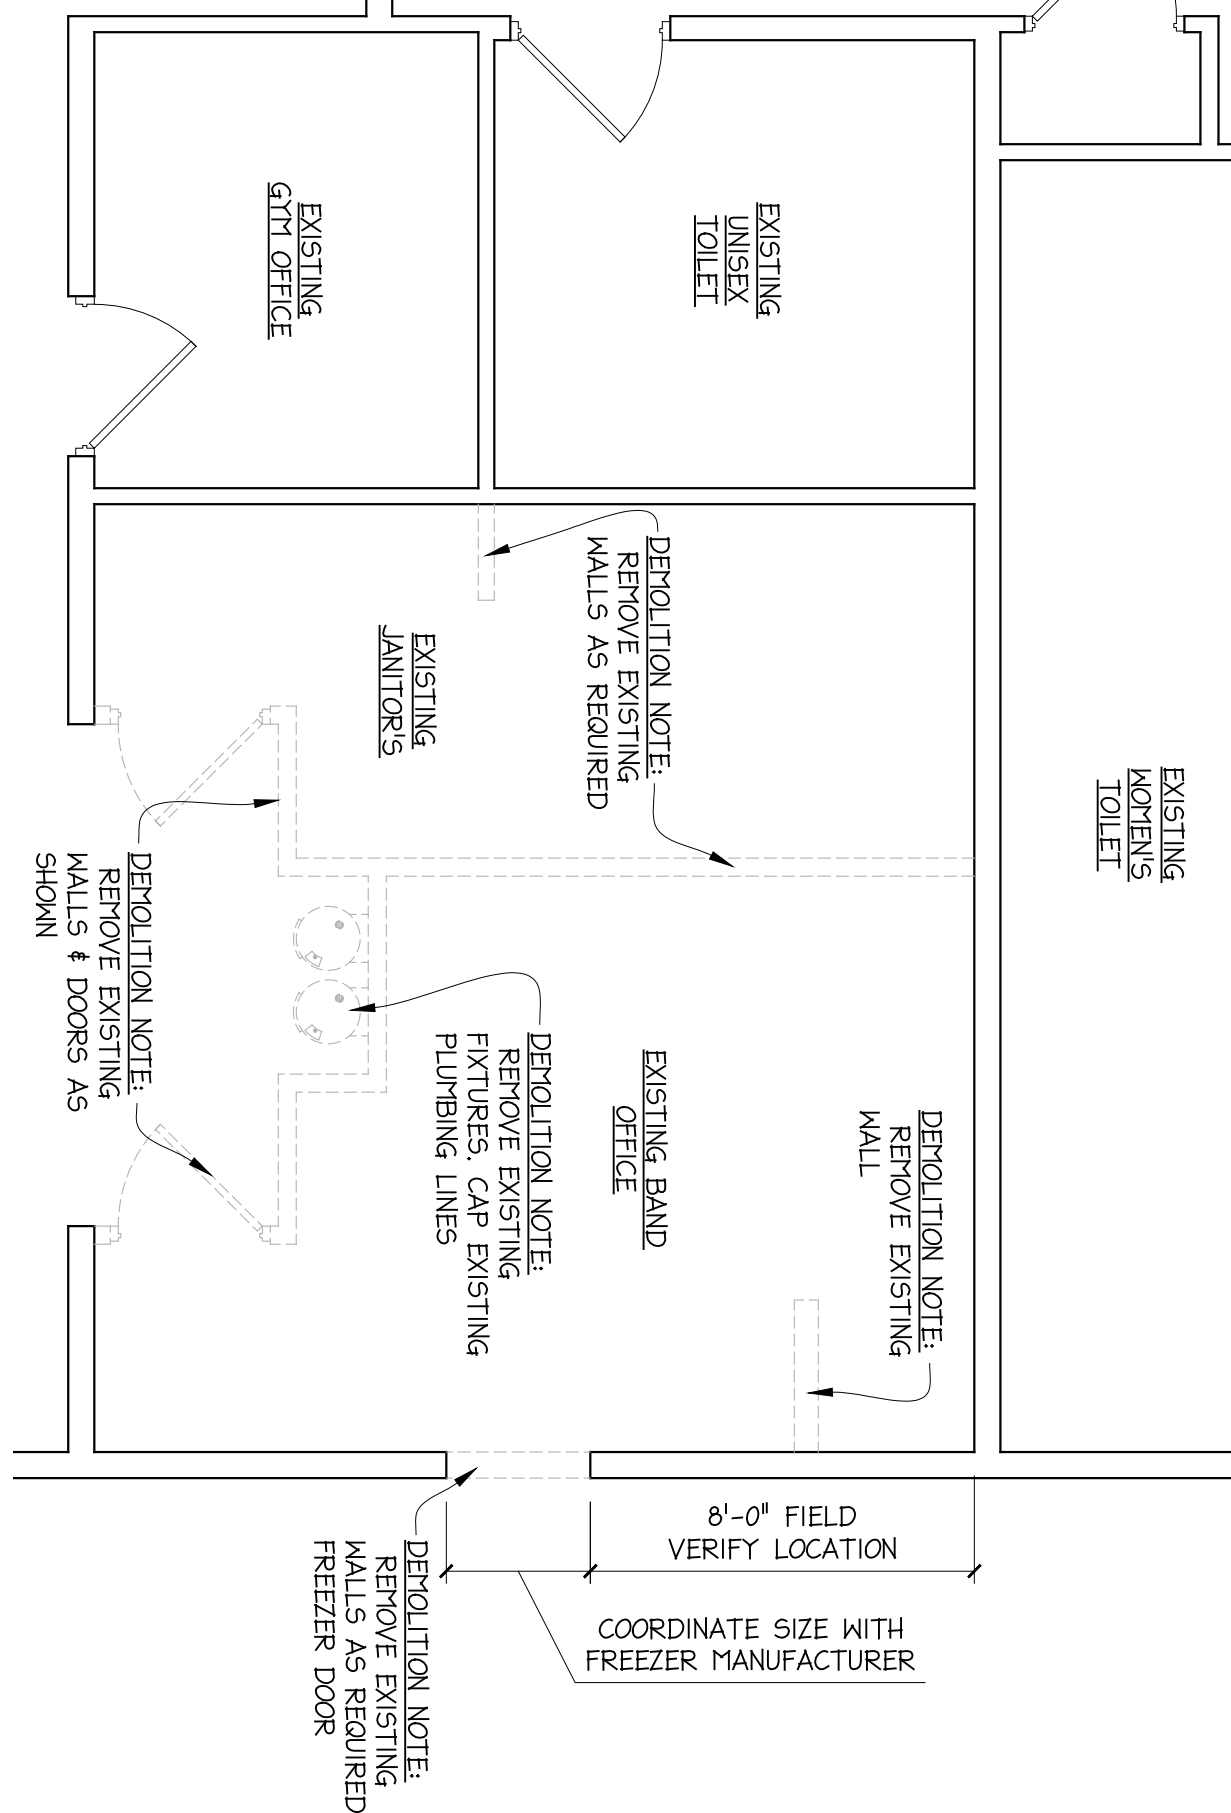 EXISTING
GYM OFFICE
EXISTING
UNISEX
TOILET
EXISTING
WOMEN'S
TOILET
DEMOLITION NOTE:
REMOVE EXISTING
WALLS AS REQUIRED
EXISTING
JANITOR'S
DEMOLITION NOTE:
REMOVE EXISTING
WALLS & DOORS AS
SHOWN
DEMOLITION NOTE:
REMOVE EXISTING
FIXTURES. CAP EXISTING
PLUMBING LINES
EXISTING BAND
OFFICE
DEMOLITION NOTE:
REMOVE EXISTING
WALL
8'-0" FIELD
VERIFY LOCATION
COORDINATE SIZE WITH
FREEZER MANUFACTURER
DEMOLITION NOTE:
REMOVE EXISTING
WALLS AS REQUIRED
FREEZER DOOR